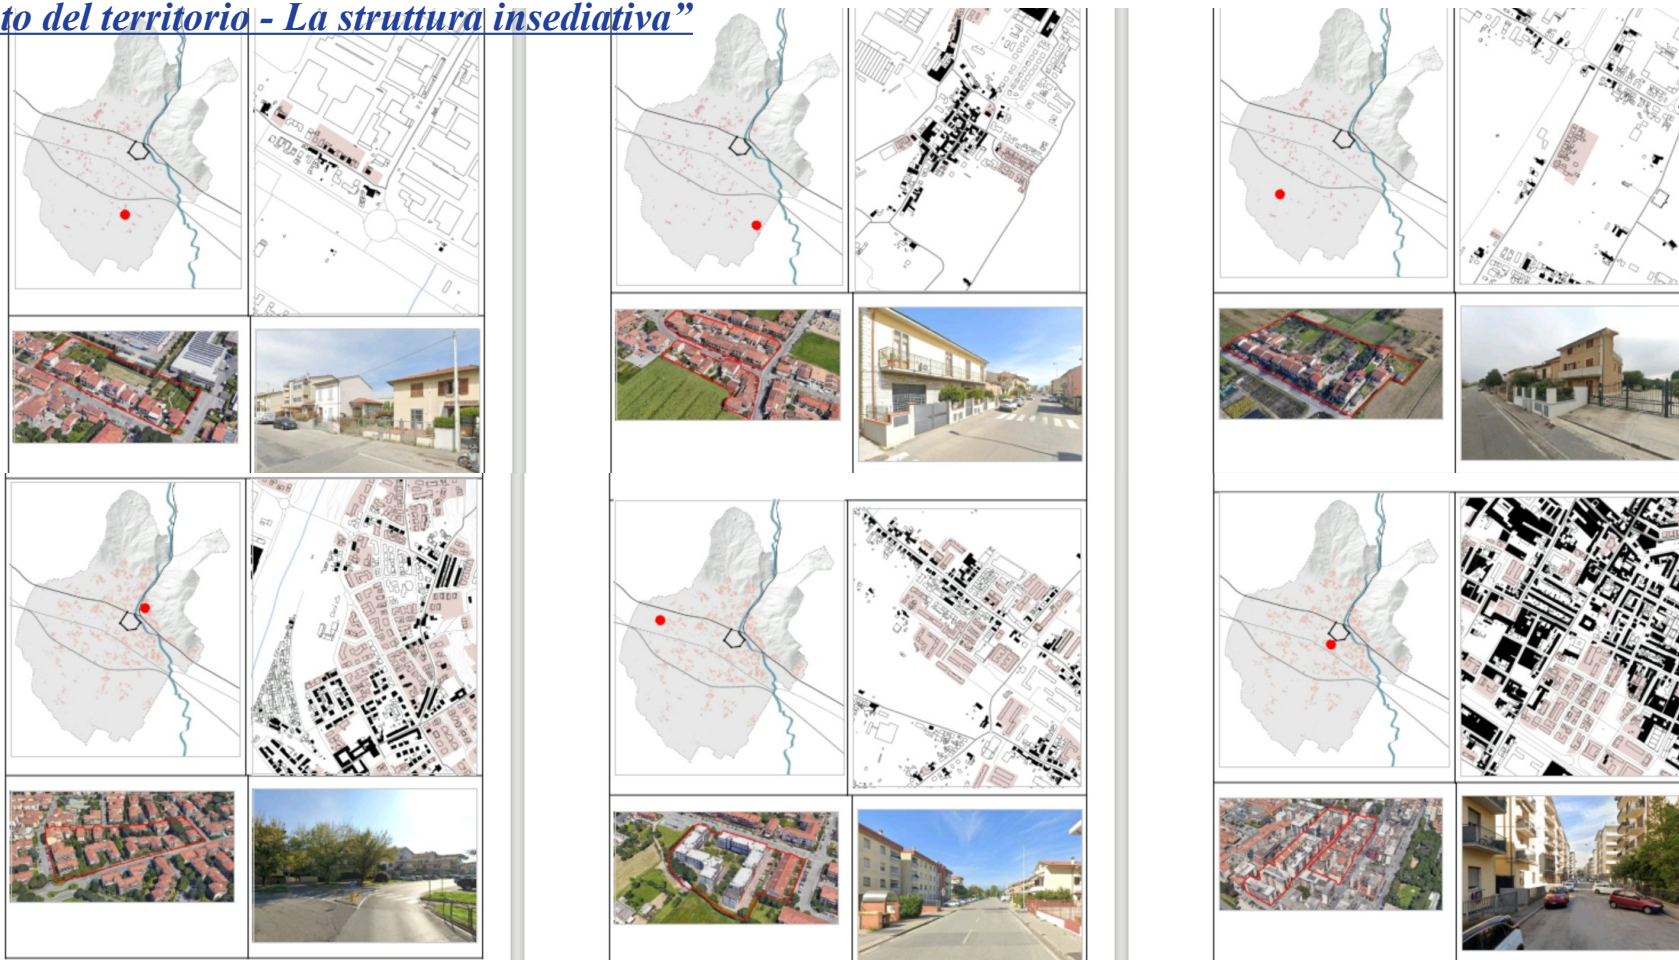 to del territorio - La struttura insediativa”